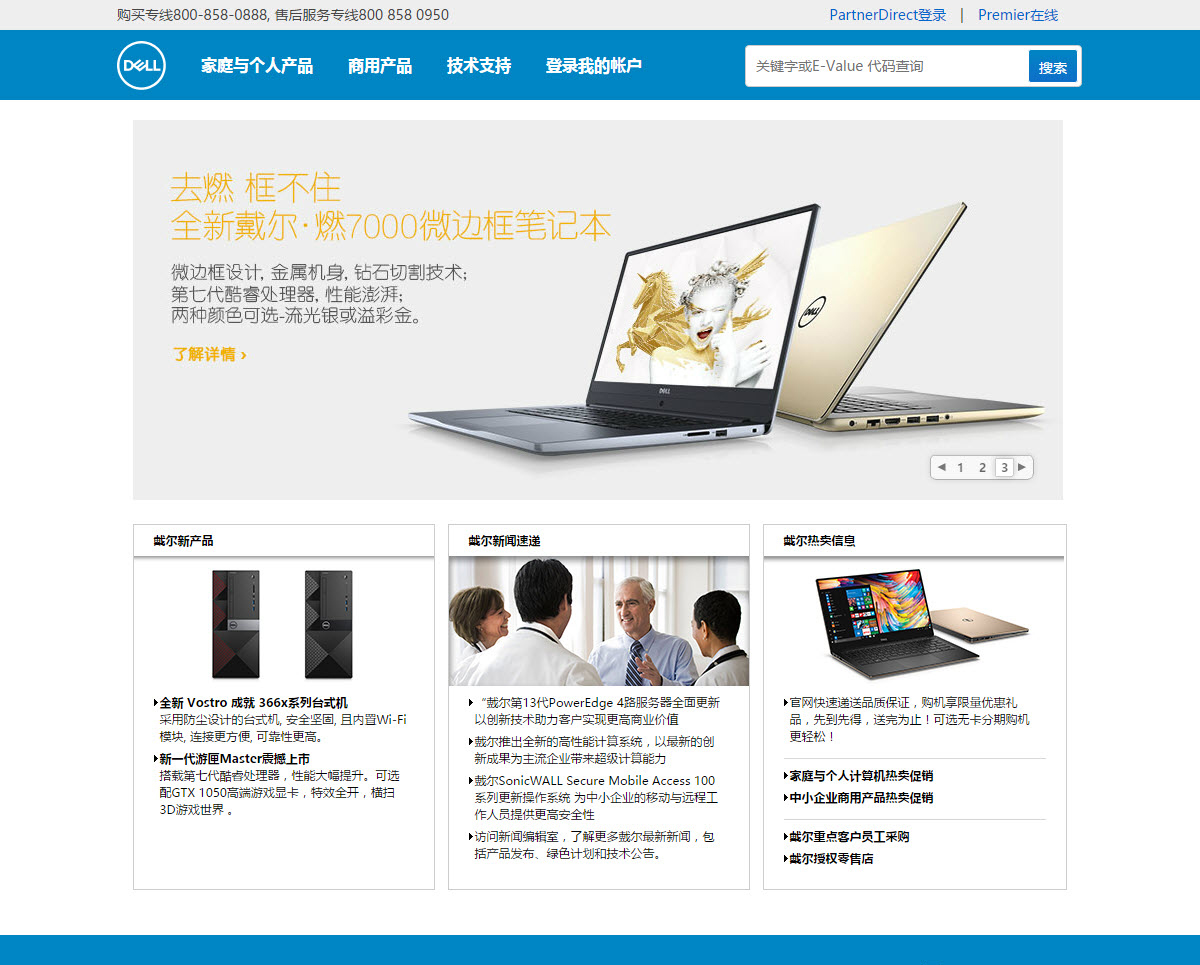 购买专线800-858-0888, 售后服务专线800 858 0950
PartnerDirect登录 | Premier在线
DELL
家庭与个人产品 商用产品 技术支持 登录我的帐户
关键字或E-Value 代码查询
搜索
去燃 框不住
全新戴尔·燃7000微边框笔记本
微边框设计, 金属机身, 钻石切割技术;
第七代酷睿处理器, 性能澎湃;
两种颜色可选-流光银或溢彩金。
了解详情 ›
DELL
DELL
◀ 1 2 3 ▶
戴尔新产品
全新 Vostro 成就 366x系列台式机
采用防尘设计的台式机, 安全坚固, 且内置Wi-Fi
模块, 连接更方便, 可靠性更高。
新一代游匣Master震撼上市
搭载第七代酷睿处理器，性能大幅提升。可选
配GTX 1050高端游戏显卡，特效全开，横扫
3D游戏世界 。
戴尔新闻速递
“戴尔第13代PowerEdge 4路服务器全面更新
以创新技术助力客户实现更高商业价值
戴尔推出全新的高性能计算系统，以最新的创
新成果为主流企业带来超级计算能力
戴尔SonicWALL Secure Mobile Access 100
系列更新操作系统 为中小企业的移动与远程工
作人员提供更高安全性
访问新闻编辑室，了解更多戴尔最新新闻，包
括产品发布、绿色计划和技术公告。
戴尔热卖信息
官网快速递送品质保证，购机享限量优惠礼
品，先到先得，送完为止！可选无卡分期购机
更轻松！
家庭与个人计算机热卖促销
中小企业商用产品热卖促销
戴尔重点客户员工采购
戴尔授权零售店